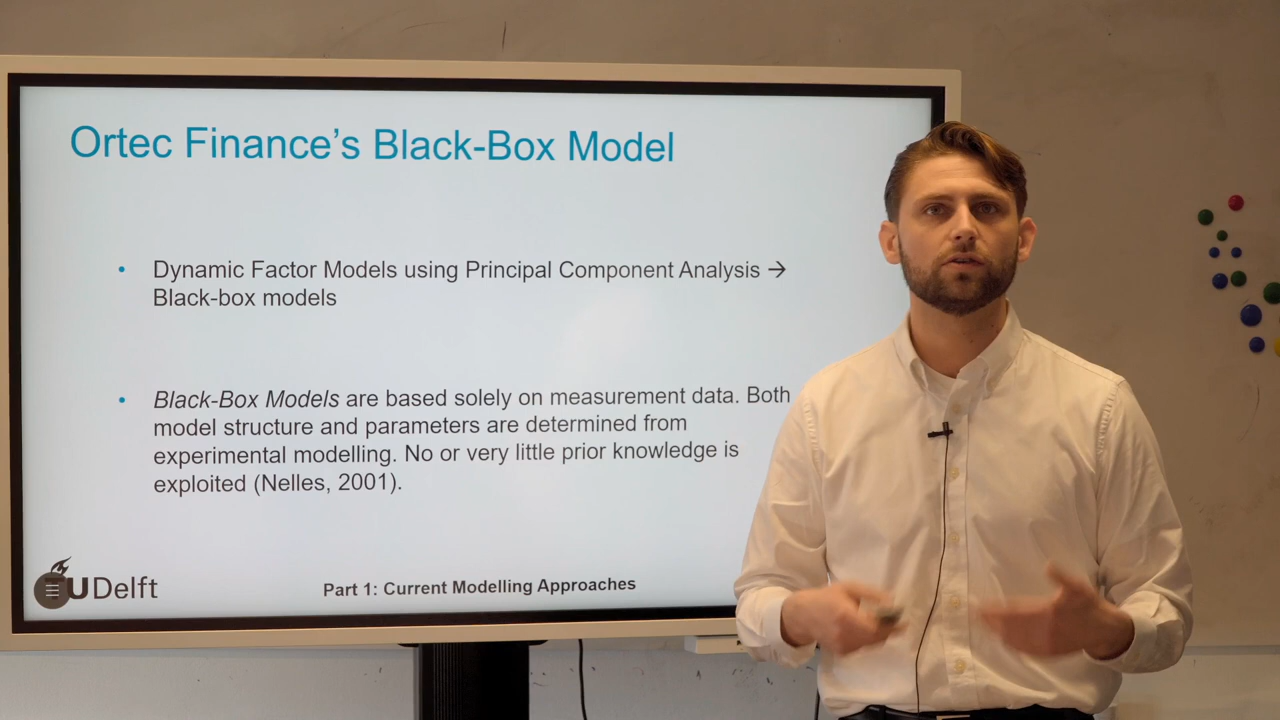 Ortec Finance's Black-Box Model
• Dynamic Factor Models using Principal Component Analysis →
Black-box models
• Black-Box Models are based solely on measurement data. Both
model structure and parameters are determined from
experimental modelling. No or very little prior knowledge is
exploited (Nelles, 2001).
TUDelft
Part 1: Current Modelling Approaches